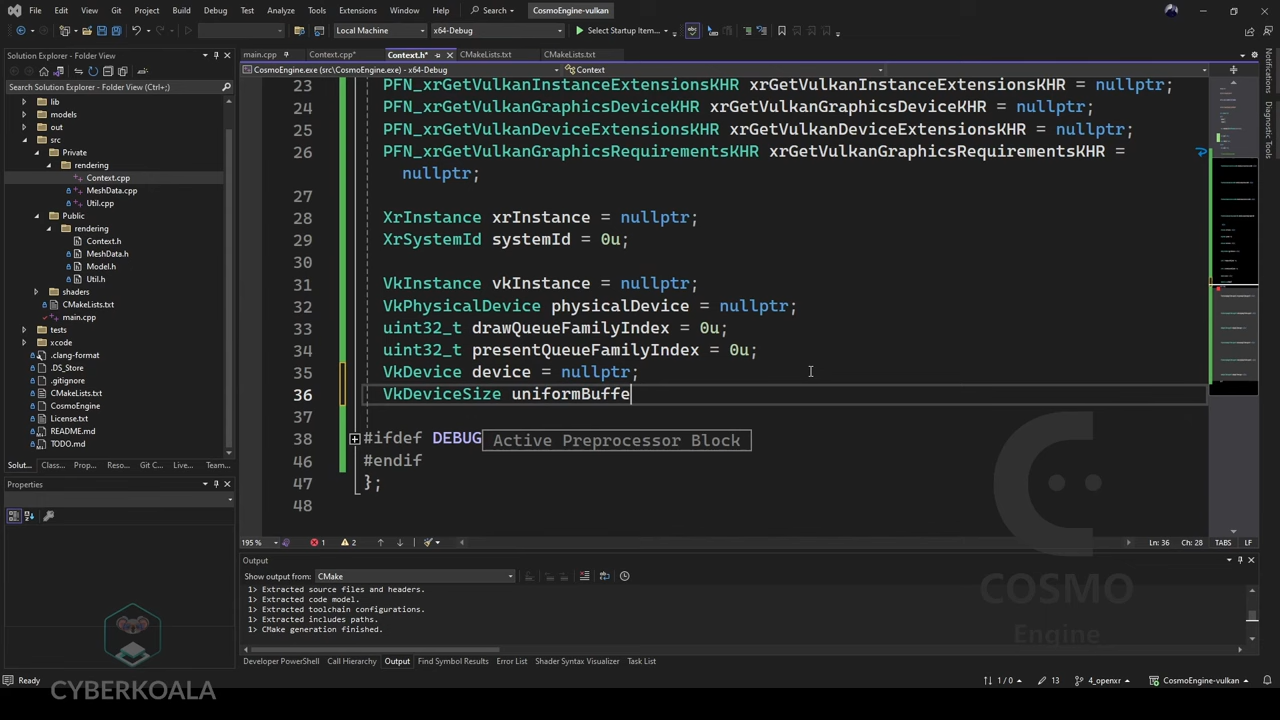 File Edit View Git Project Build Debug Test Analyze Tools Extensions Window Help Search CosmoEngine-vulkan
Local Machine x64-Debug Select Startup Item...
Solution Explorer - Folder View
main.cpp Context.cpp* Context.h* CMakeLists.txt CMakeLists.txt
CosmoEngine.exe (src\CosmoEngine.exe) - x64-Debug Context
Search Solution Explorer - Folder View (Ctrl+;)
lib
models
out
src
Private
rendering
Context.cpp
MeshData.cpp
Util.cpp
Public
rendering
Context.h
MeshData.h
Model.h
Util.h
shaders
CMakeLists.txt
main.cpp
tests
xcode
.clang-format
.DS_Store
.gitignore
CMakeLists.txt
CosmoEngine
License.txt
README.md
TODO.md
Solut... Class... Prop... Reso... Git C... Live... Team...
Properties
23 PFN_xrGetVulkanInstanceExtensionsKHR xrGetVulkanInstanceExtensionsKHR = nullptr;
24 PFN_xrGetVulkanGraphicsDeviceKHR xrGetVulkanGraphicsDeviceKHR = nullptr;
25 PFN_xrGetVulkanDeviceExtensionsKHR xrGetVulkanDeviceExtensionsKHR = nullptr;
26 PFN_xrGetVulkanGraphicsRequirementsKHR xrGetVulkanGraphicsRequirementsKHR =
nullptr;
27
28 XrInstance xrInstance = nullptr;
29 XrSystemId systemId = 0u;
30
31 VkInstance vkInstance = nullptr;
32 VkPhysicalDevice physicalDevice = nullptr;
33 uint32_t drawQueueFamilyIndex = 0u;
34 uint32_t presentQueueFamilyIndex = 0u;
35 VkDevice device = nullptr;
36 VkDeviceSize uniformBuffe
37
38 #ifdef DEBUG Active Preprocessor Block
46 #endif
47 };
48
195 % 1 2 Ln: 36 Ch: 28 TABS LF
Output
Show output from: CMake
1> Extracted source files and headers.
1> Extracted code model.
1> Extracted toolchain configurations.
1> Extracted includes paths.
1> CMake generation finished.
Developer PowerShell Call Hierarchy Output Find Symbol Results Error List Shader Syntax Visualizer Task List
Ready 1 / 0 13 4_openxr CosmoEngine-vulkan
Notifications
Diagnostic Tools
COSMO
Engine
CYBERKOALA